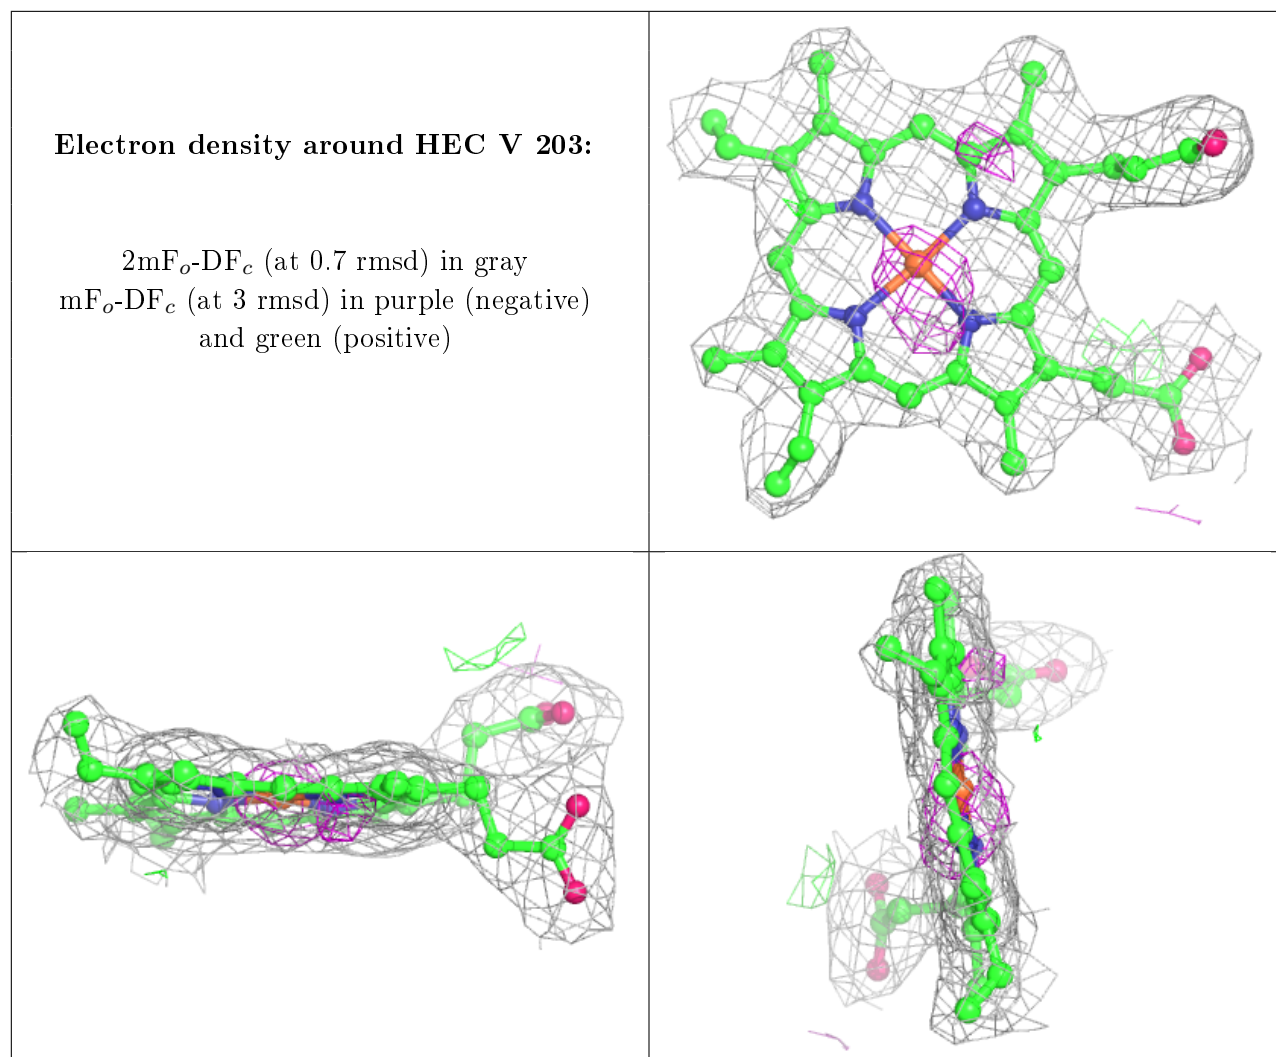 Electron density around HEC V 203:
2mFo-DFc (at 0.7 rmsd) in gray
mFo-DFc (at 3 rmsd) in purple (negative)
and green (positive)